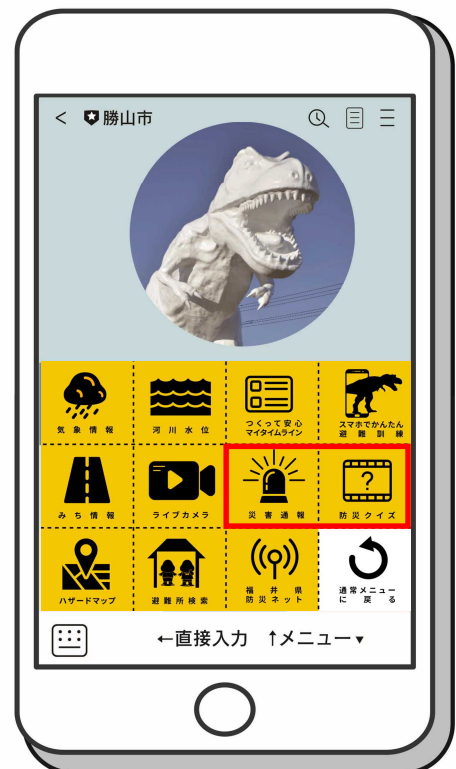 < 勝山市
気象情報
河川水位
つくって安心
マイタイムライン
スマホでかんたん
避難訓練
みち情報
ライブカメラ
災害通報
?
防災クイズ
ハザードマップ
避難所検索
福井県
防災ネット
通常メニュー
に戻る
←直接入力 ↑メニュー▼